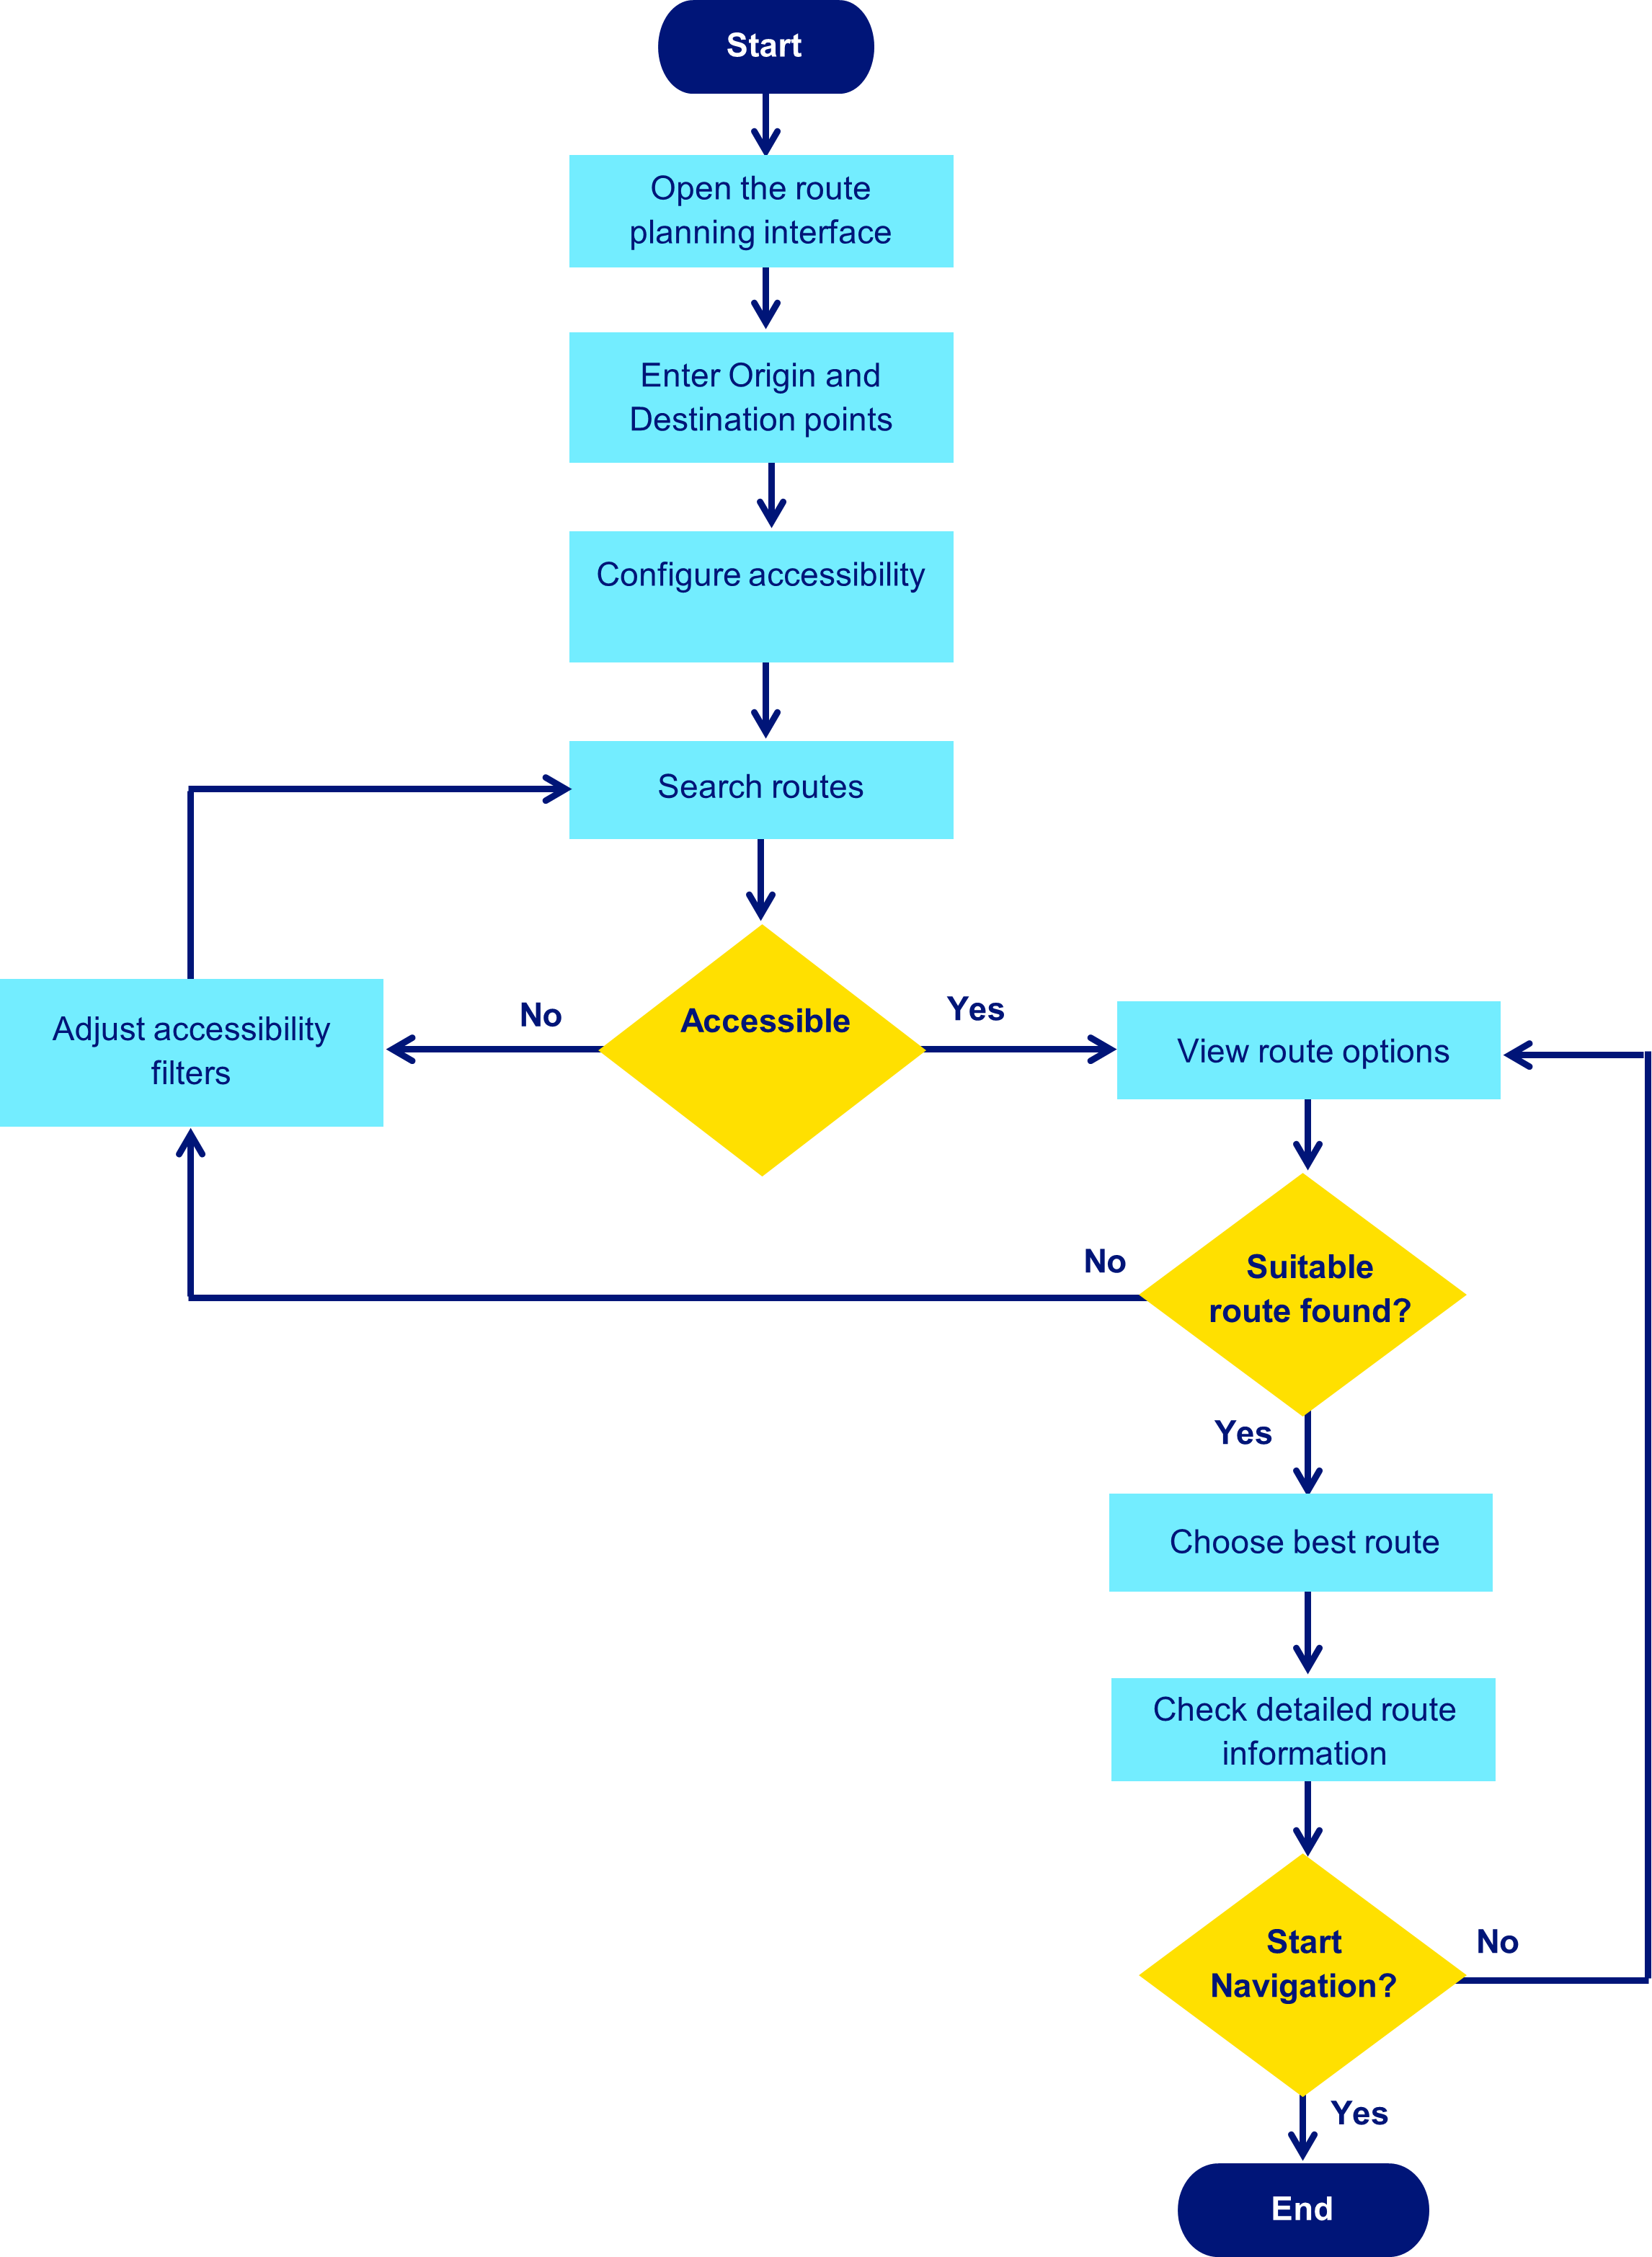 Start
Open the route
planning interface
Enter Origin and
Destination points
Configure accessibility
Search routes
No
Accessible
Yes
Adjust accessibility
filters
View route options
No
Suitable
route found?
Yes
Choose best route
Check detailed route
information
Start
Navigation?
No
Yes
End